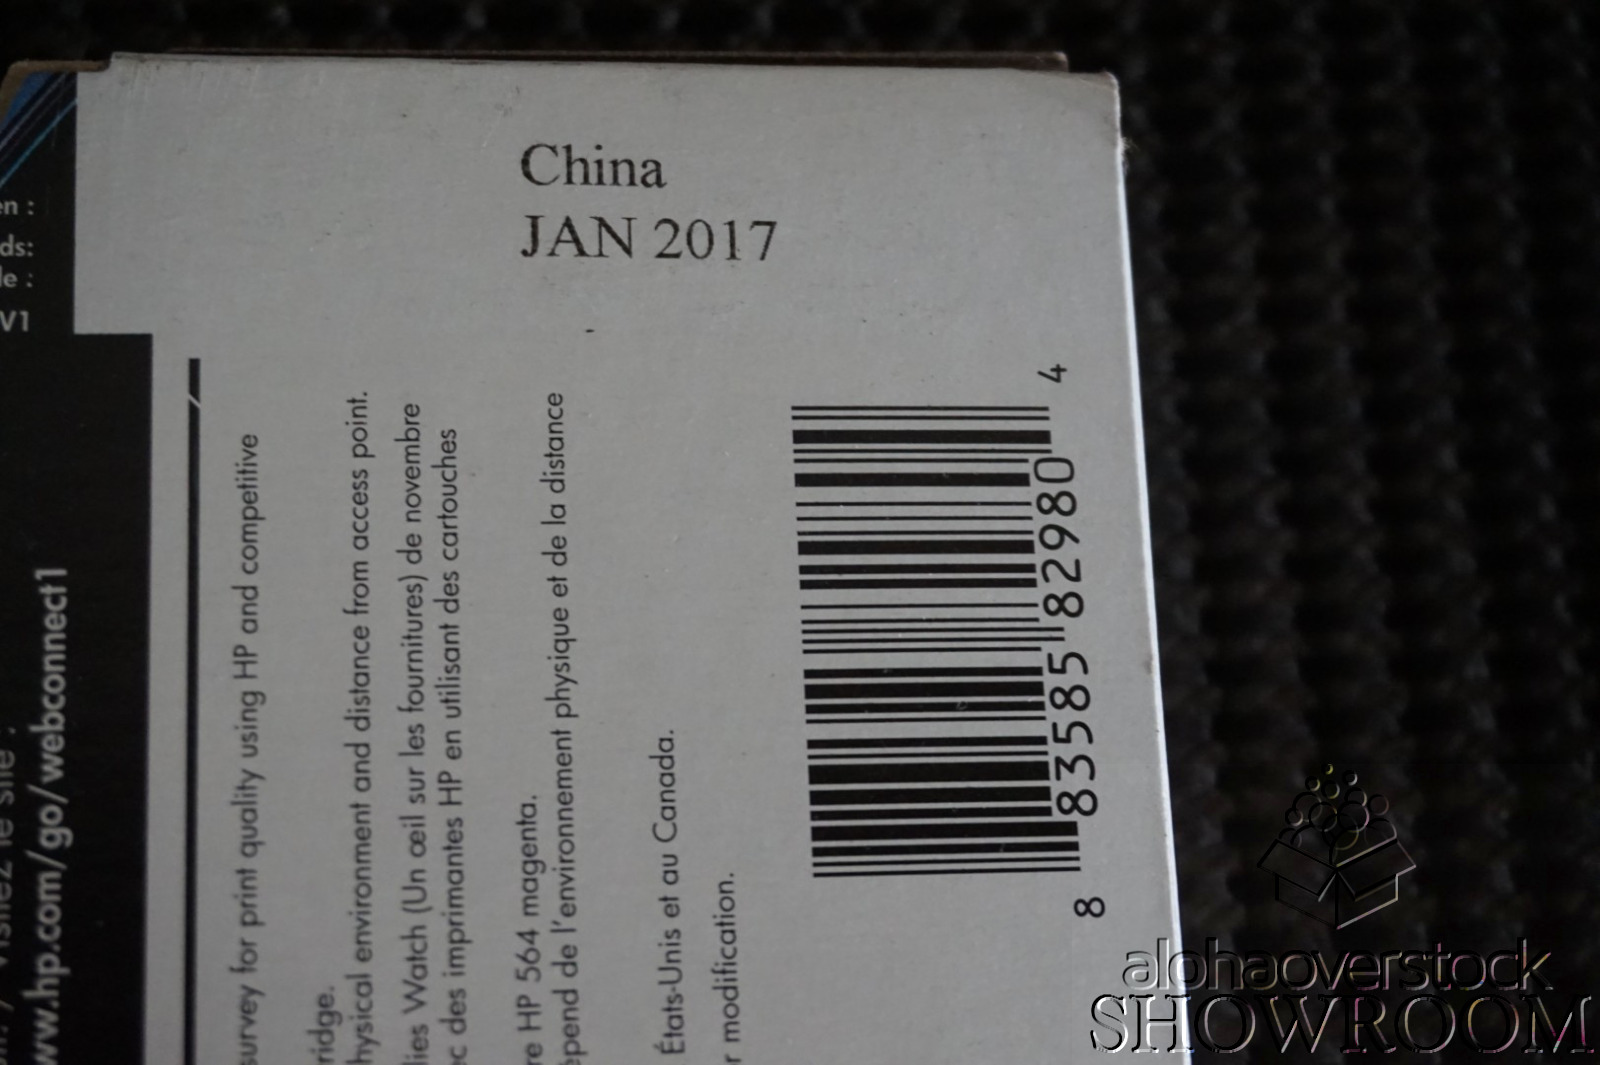 China
JAN 2017
en :
ds:
le :
V1
survey for print quality using HP and competitive
ridge.
hysical environment and distance from access point.
lies Watch (Un œil sur les fournitures) de novembre
ec des imprimantes HP en utilisant des cartouches
re HP 564 magenta.
épend de l'environnement physique et de la distance
États-Unis et au Canada.
r modification.
ww.hp.com/go/webconnect1
8 83585 82980 4
alohaoverstock
SHOWROOM